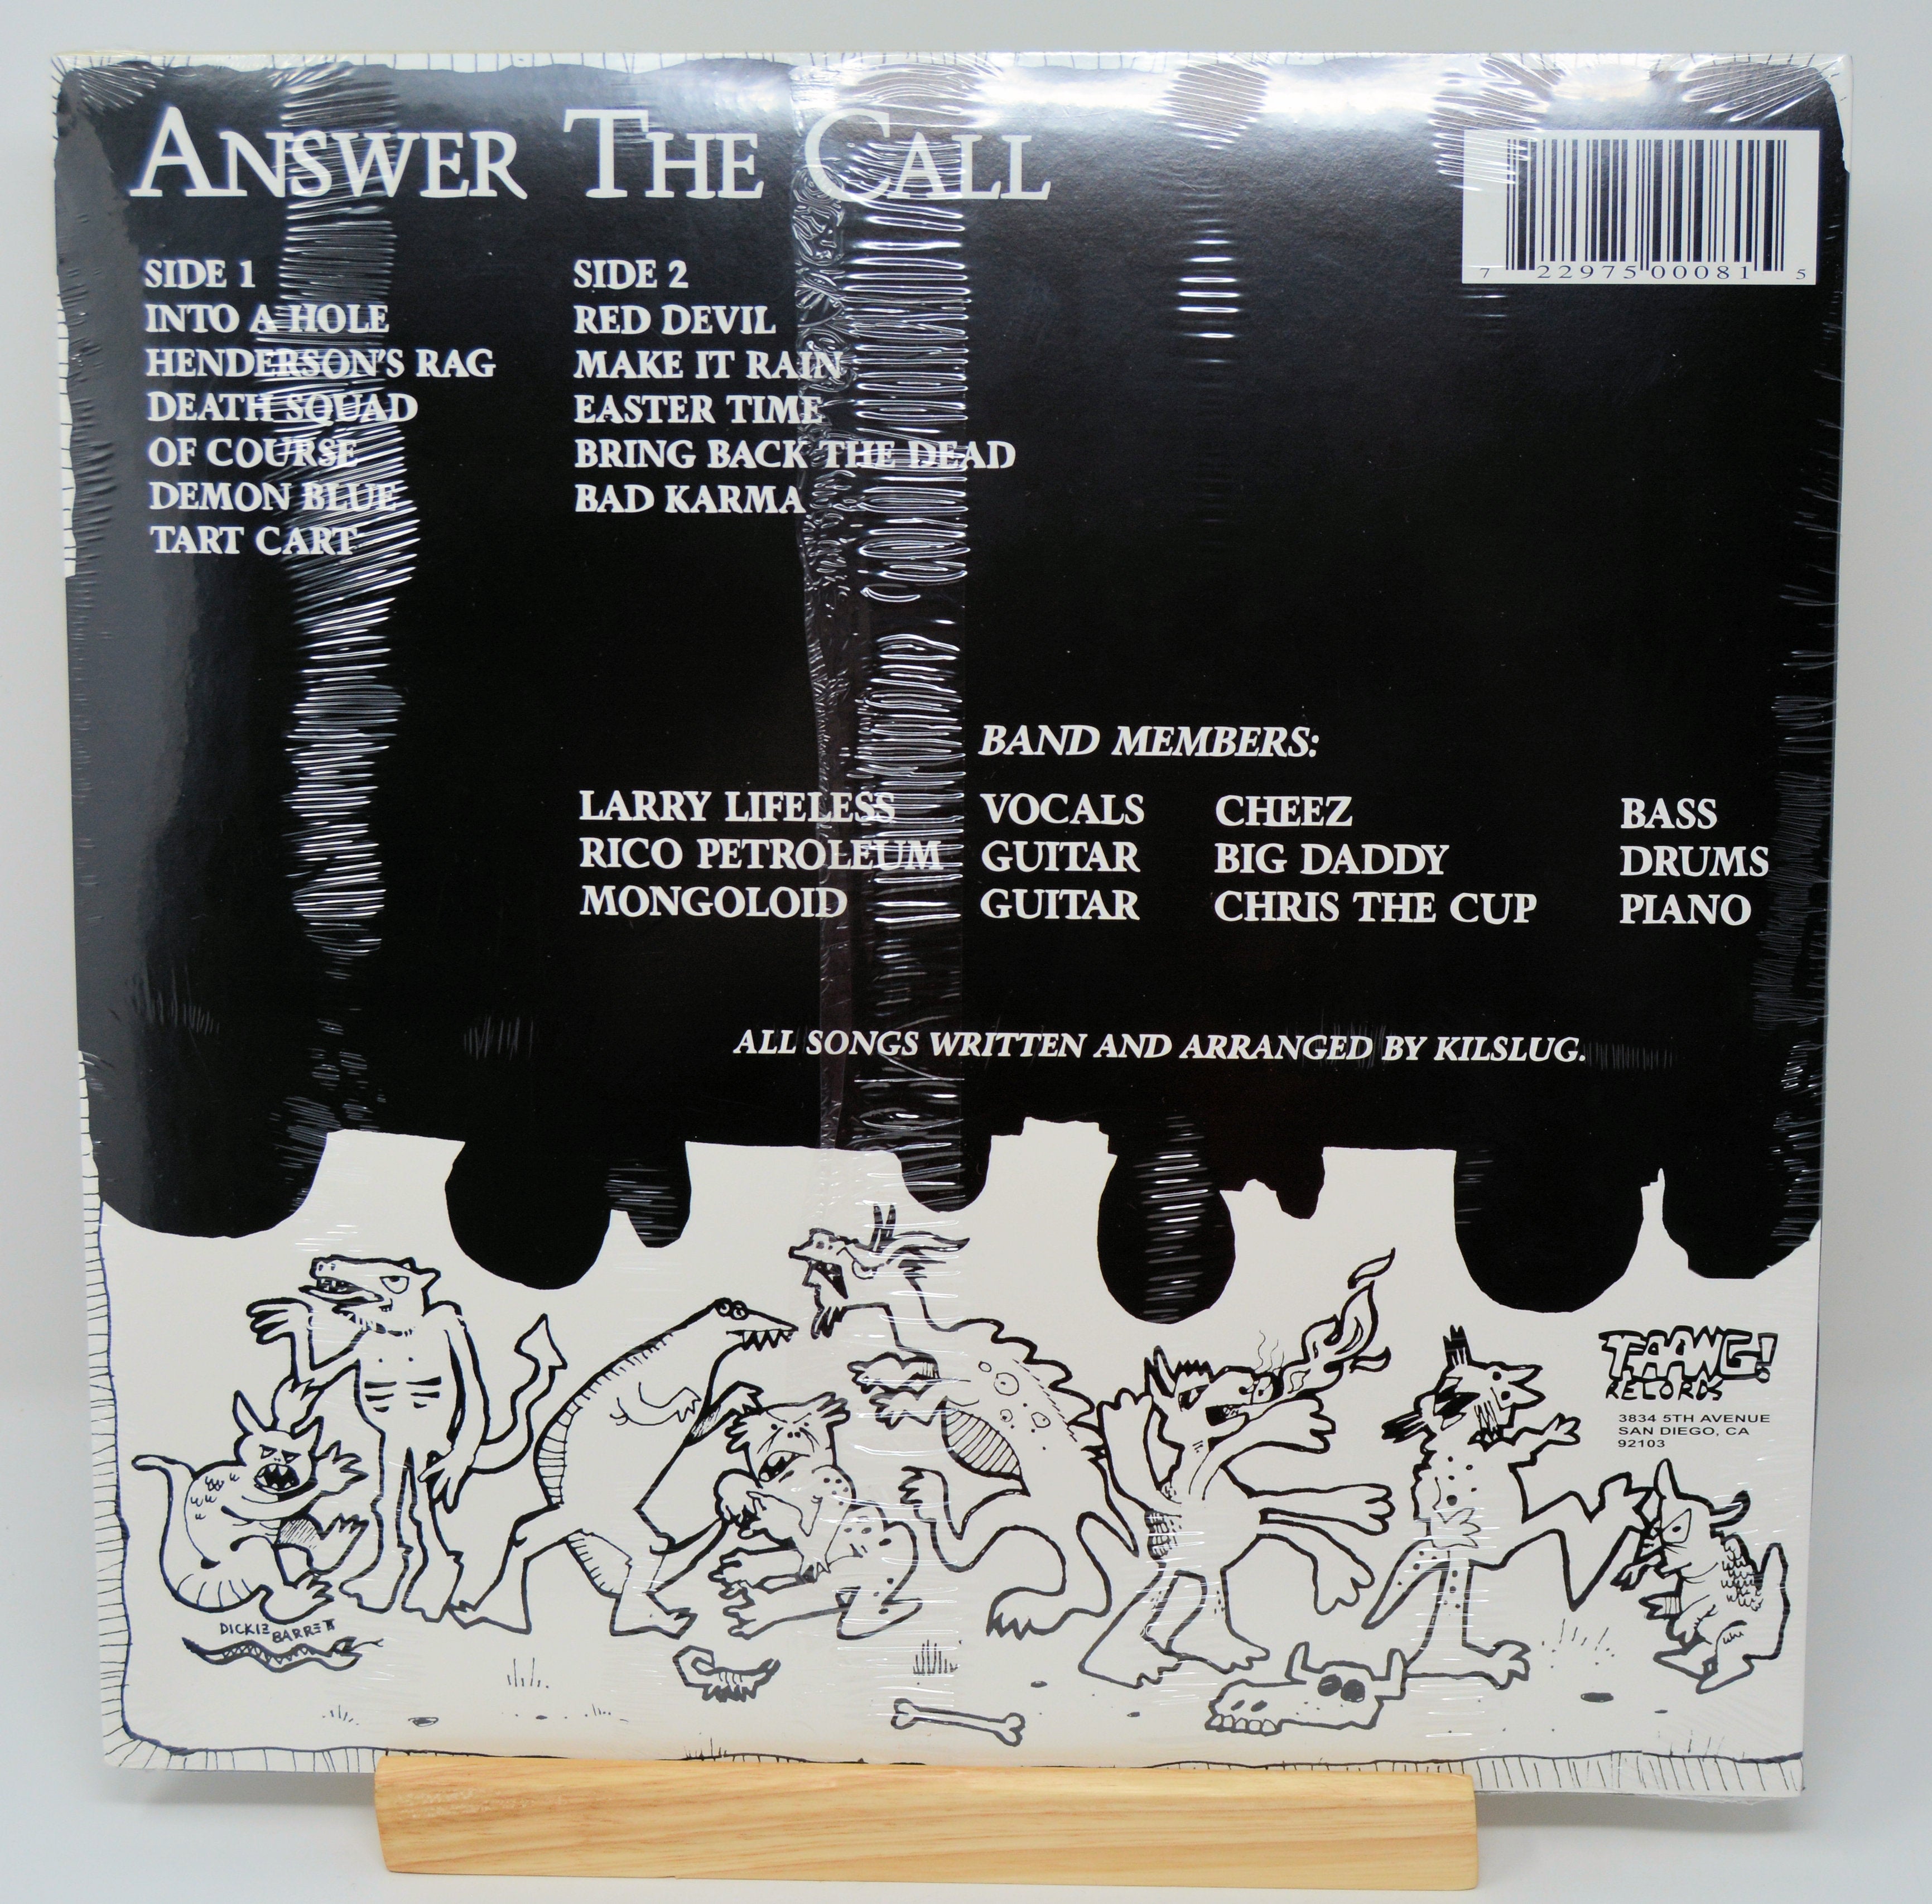 ANSWER THE CALL
7 22975 00081 5
SIDE 1
INTO A HOLE
HENDERSON'S RAG
DEATH SQUAD
OF COURSE
DEMON BLUE
TART CART
SIDE 2
RED DEVIL
MAKE IT RAIN
EASTER TIME
BRING BACK THE DEAD
BAD KARMA
BAND MEMBERS:
LARRY LIFELESS VOCALS CHEEZ BASS
RICO PETROLEUM GUITAR BIG DADDY DRUMS
MONGOLOID GUITAR CHRIS THE CUP PIANO
ALL SONGS WRITTEN AND ARRANGED BY KILSLUG.
TAANG!
RECORDS
3834 5TH AVENUE
SAN DIEGO, CA
92103
DICKIE BARRETT